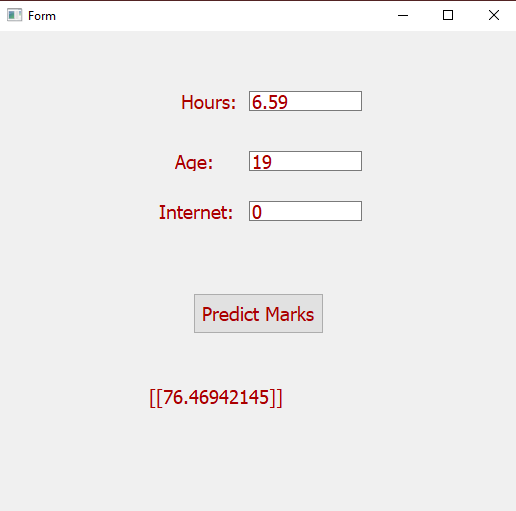 Form
Hours: 6.59
Age: 19
Internet: 0
Predict Marks
[[76.46942145]]